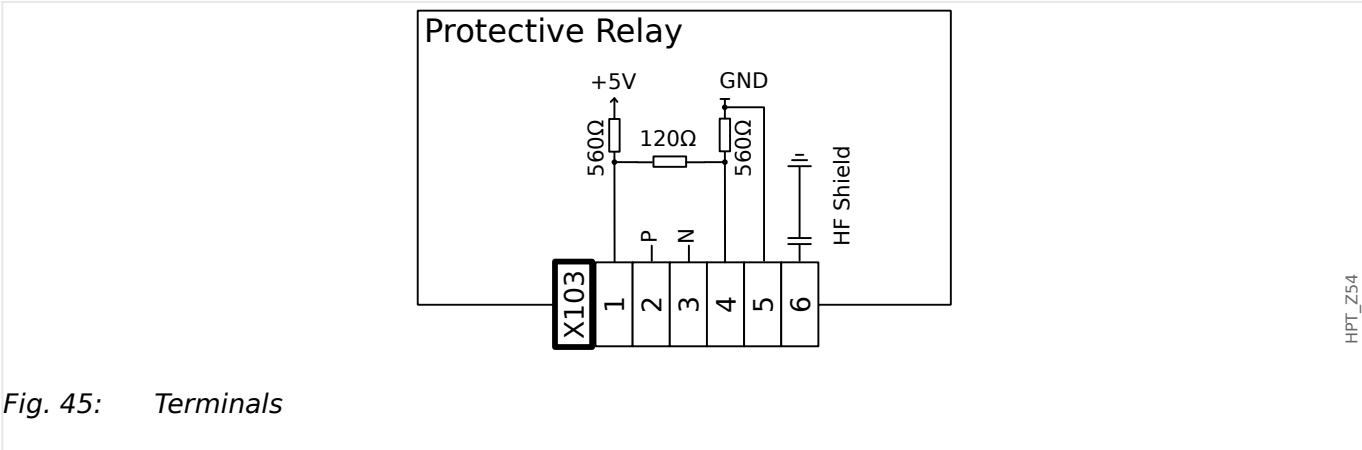 Protective Relay
+5V
GND
560Ω
120Ω
560Ω
HF Shield
P
N
X103
1
2
3
4
5
6
HPT_Z54
Fig. 45: Terminals